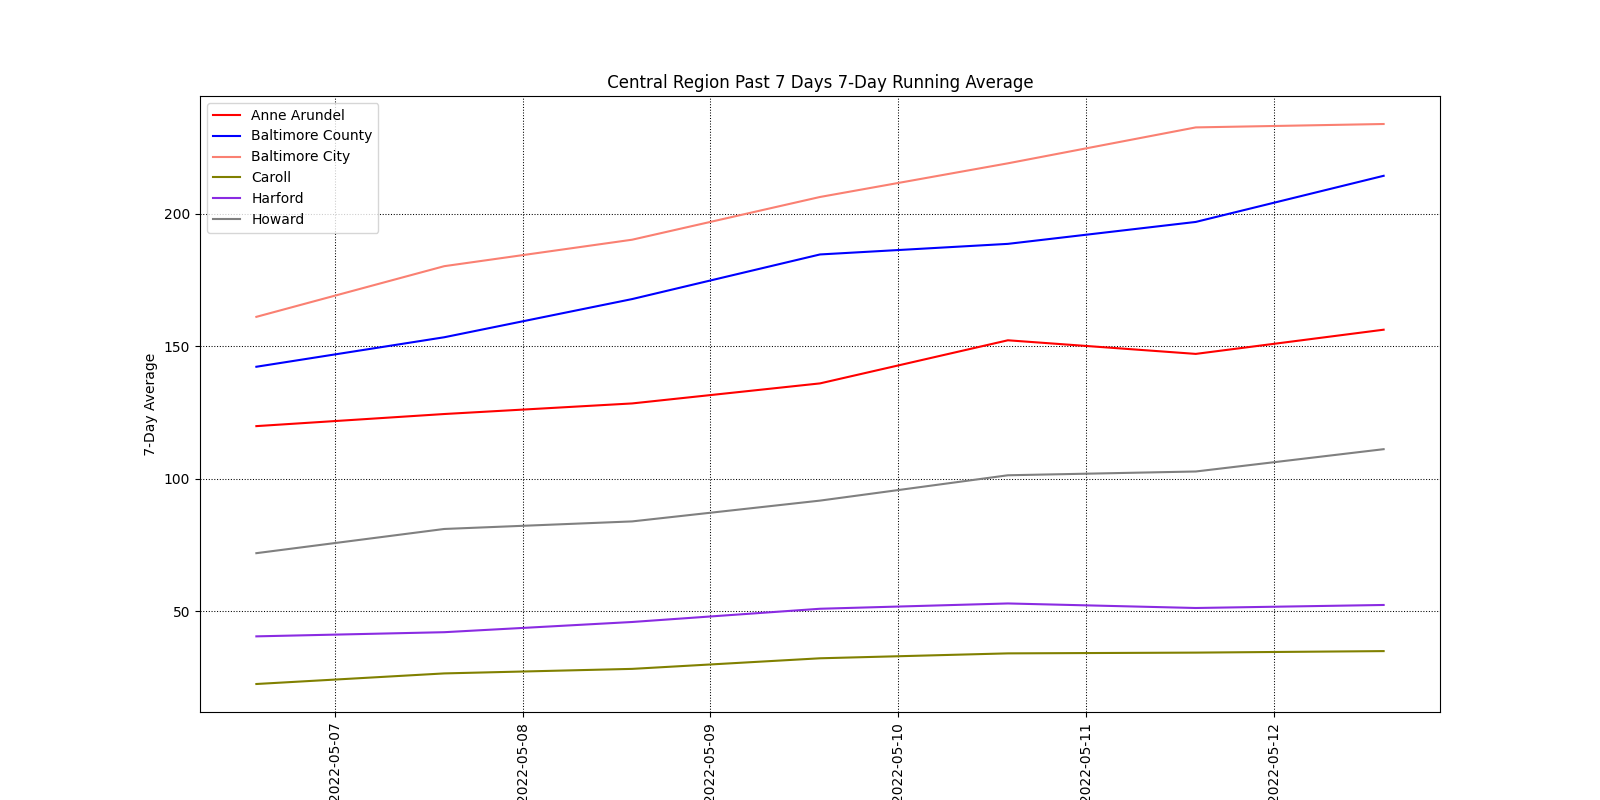 Central Region Past 7 Days 7-Day Running Average
Anne Arundel
Baltimore County
Baltimore City
Caroll
Harford
Howard
7-Day Average
200
150
100
50
2022-05-07
2022-05-08
2022-05-09
2022-05-10
2022-05-11
2022-05-12